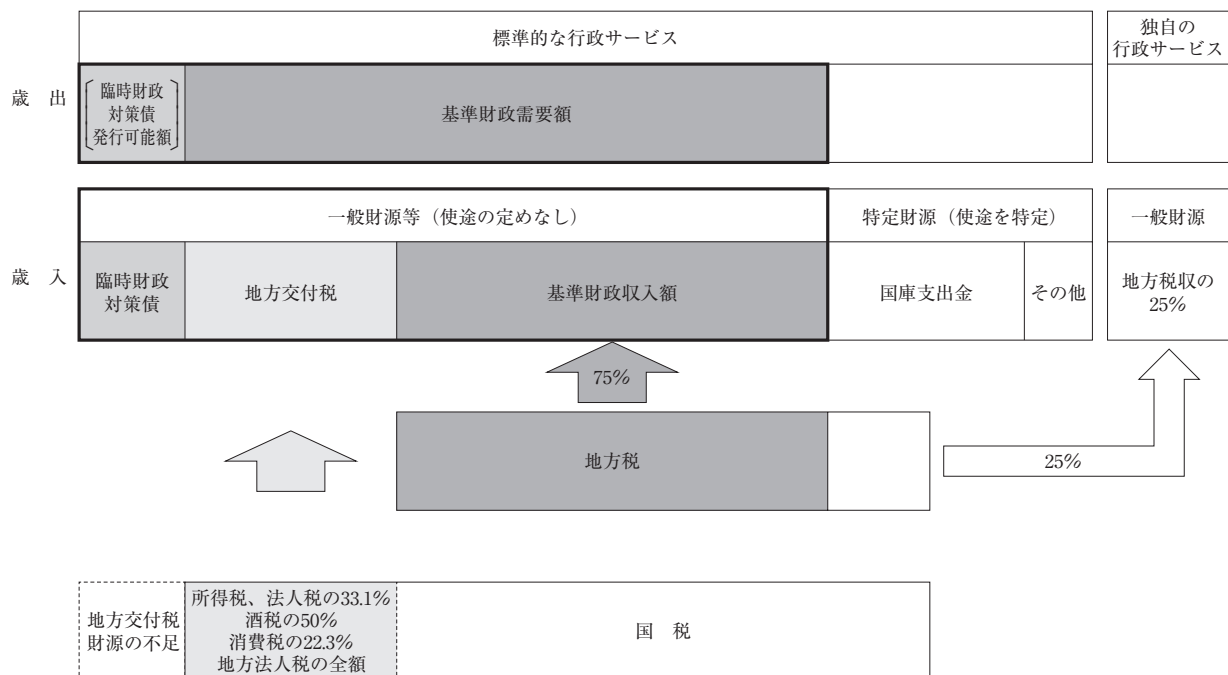 標準的な行政サービス
独自の
行政サービス
歳 出
臨時財政
対策債
発行可能額
基準財政需要額
一般財源等（使途の定めなし）
特定財源（使途を特定）
一般財源
歳 入
臨時財政
対策債
地方交付税
基準財政収入額
国庫支出金
その他
地方税収の
25%
75%
地方税
25%
地方交付税
財源の不足
所得税、法人税の33.1%
酒税の50%
消費税の22.3%
地方法人税の全額
国 税